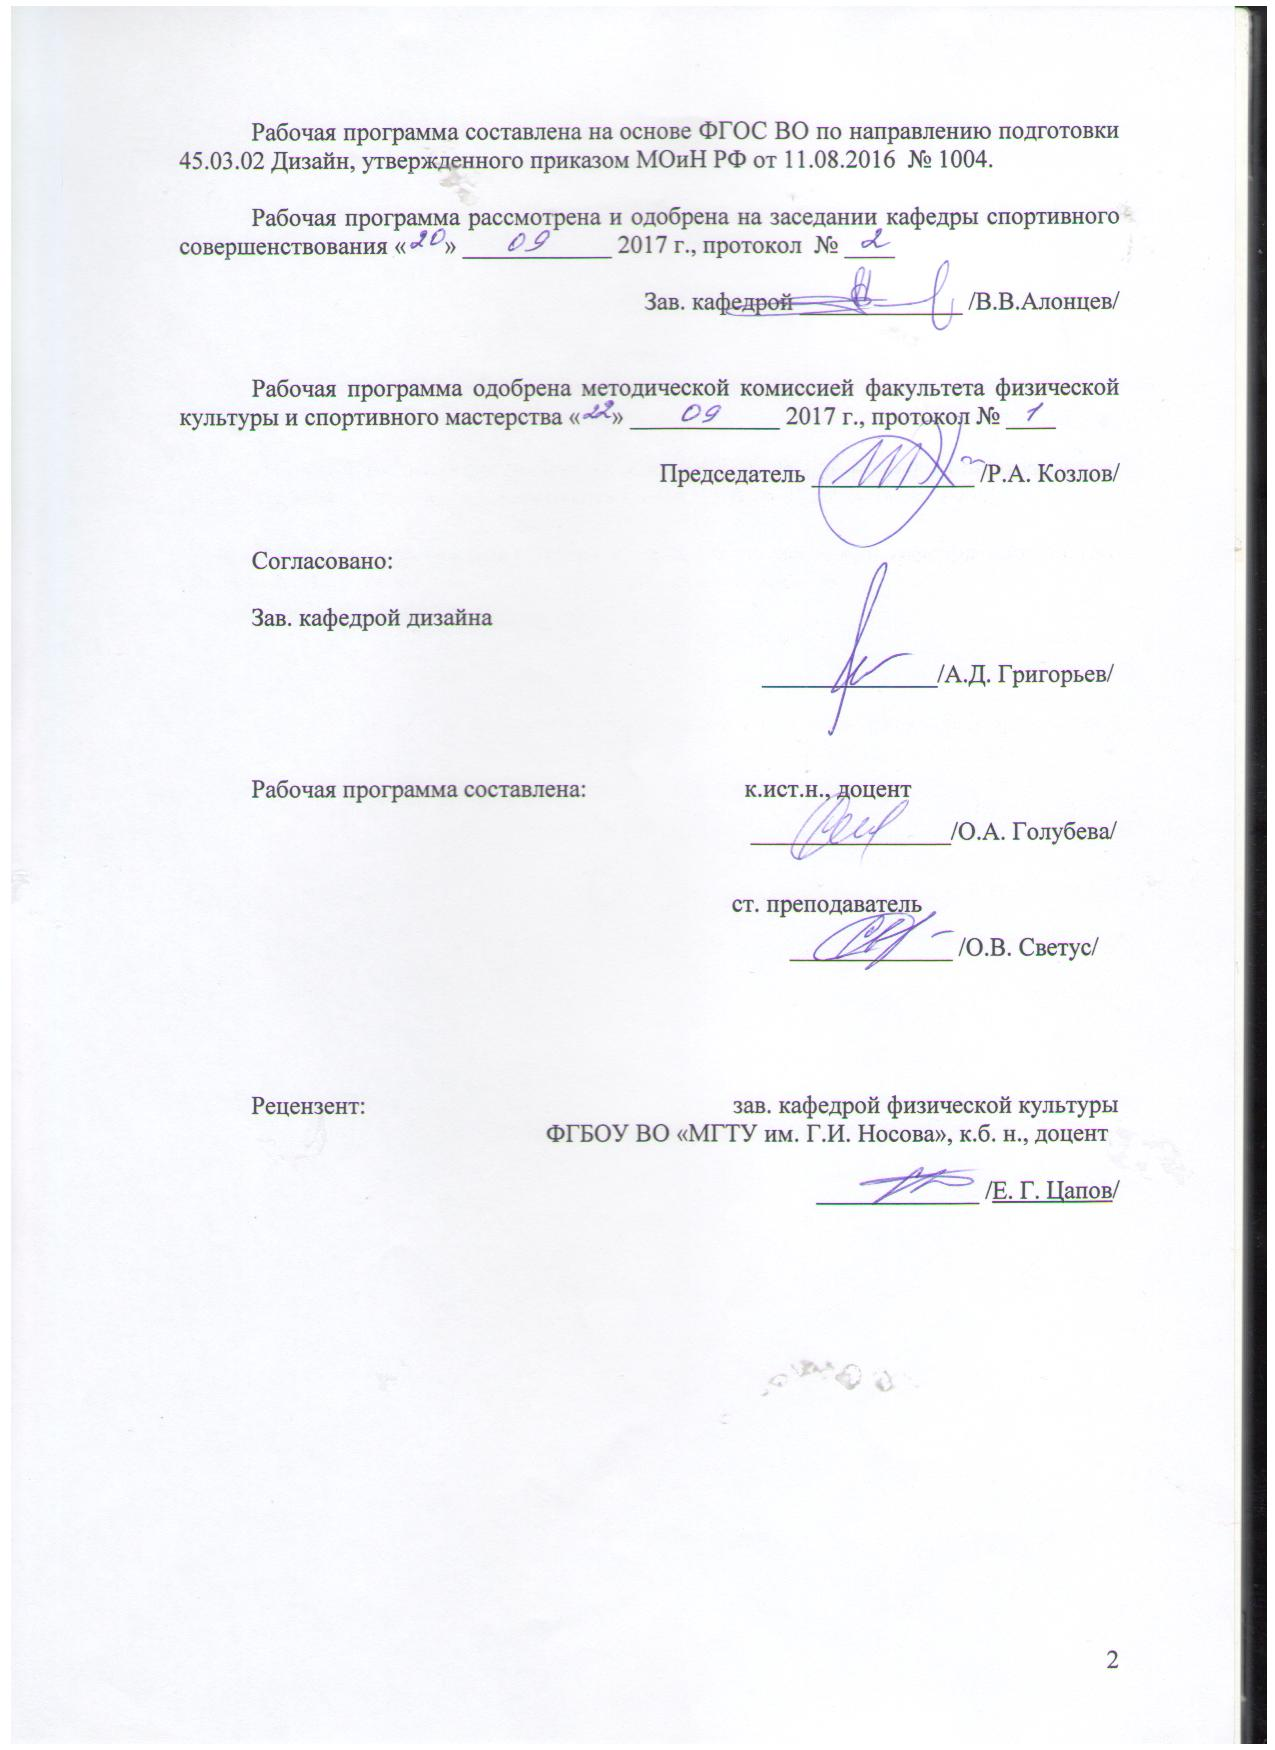 Рабочая программа составлена на основе ФГОС ВО по направлению подготовки
45.03.02 Дизайн, утвержденного приказом МОиН РФ от 11.08.2016 № 1004.
Рабочая программа рассмотрена и одобрена на заседании кафедры спортивного
совершенствования «20» 09 2017 г., протокол № 2
Зав. кафедрой /В.В.Алонцев/
Рабочая программа одобрена методической комиссией факультета физической
культуры и спортивного мастерства «22» 09 2017 г., протокол № 1
Председатель /Р.А. Козлов/
Согласовано:
Зав. кафедрой дизайна
/А.Д. Григорьев/
Рабочая программа составлена: к.ист.н., доцент
/О.А. Голубева/
ст. преподаватель
/О.В. Светус/
Рецензент: зав. кафедрой физической культуры
ФГБОУ ВО «МГТУ им. Г.И. Носова», к.б. н., доцент
/Е. Г. Цапов/
2